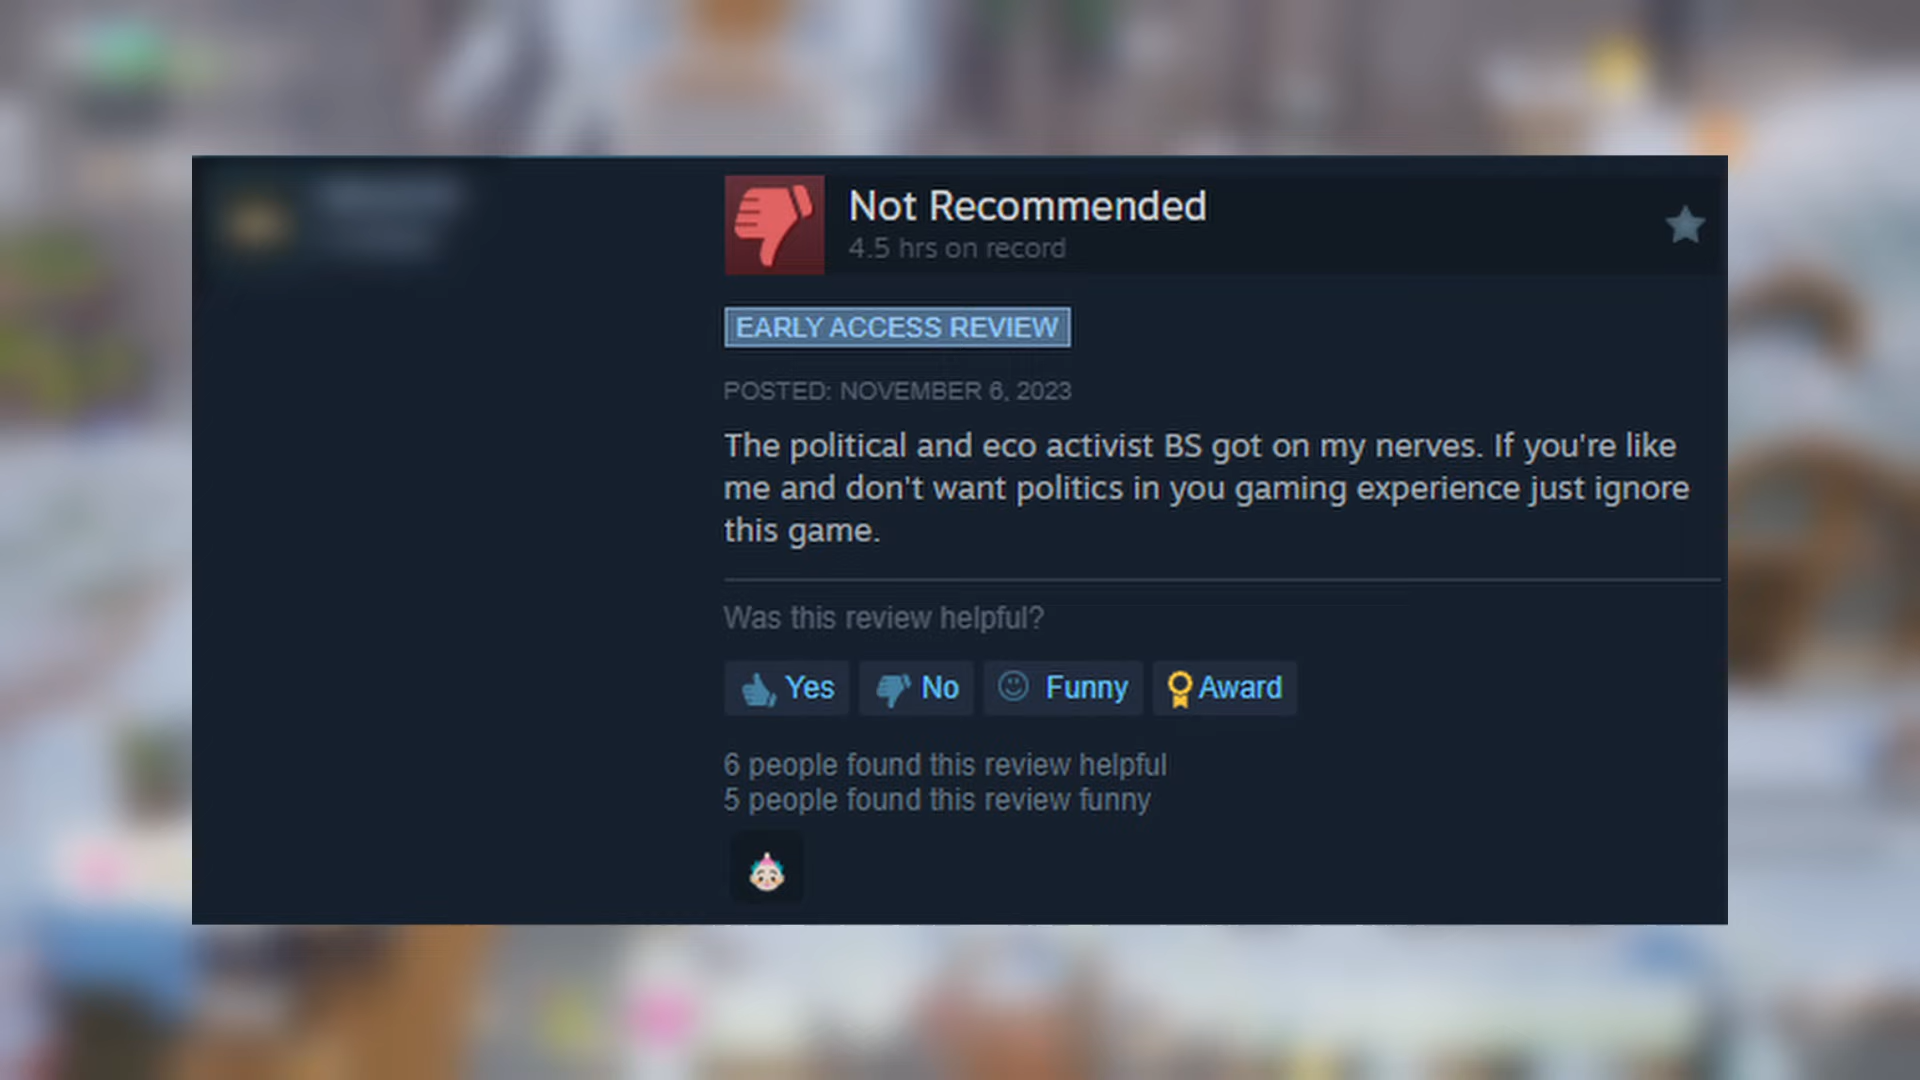 Not Recommended
4.5 hrs on record
EARLY ACCESS REVIEW
POSTED: NOVEMBER 6, 2023
The political and eco activist BS got on my nerves. If you're like
me and don't want politics in you gaming experience just ignore
this game.
Was this review helpful?
Yes No Funny Award
6 people found this review helpful
5 people found this review funny